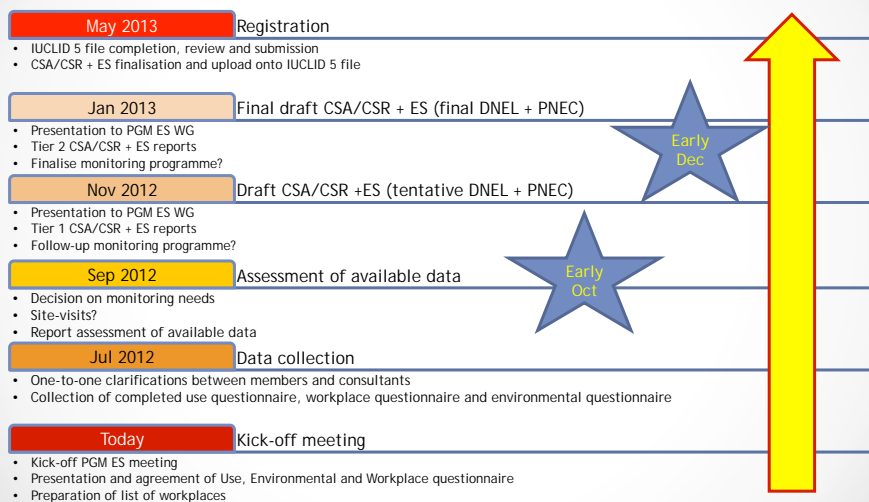 May 2013 Registration
• IUCLID 5 file completion, review and submission
• CSA/CSR + ES finalisation and upload onto IUCLID 5 file
Jan 2013 Final draft CSA/CSR + ES (final DNEL + PNEC)
• Presentation to PGM ES WG
• Tier 2 CSA/CSR + ES reports
• Finalise monitoring programme?
Early
Dec
Nov 2012 Draft CSA/CSR +ES (tentative DNEL + PNEC)
• Presentation to PGM ES WG
• Tier 1 CSA/CSR + ES reports
• Follow-up monitoring programme?
Sep 2012 Assessment of available data
Early
Oct
• Decision on monitoring needs
• Site-visits?
• Report assessment of available data
Jul 2012 Data collection
• One-to-one clarifications between members and consultants
• Collection of completed use questionnaire, workplace questionnaire and environmental questionnaire
Today Kick-off meeting
• Kick-off PGM ES meeting
• Presentation and agreement of Use, Environmental and Workplace questionnaire
• Preparation of list of workplaces